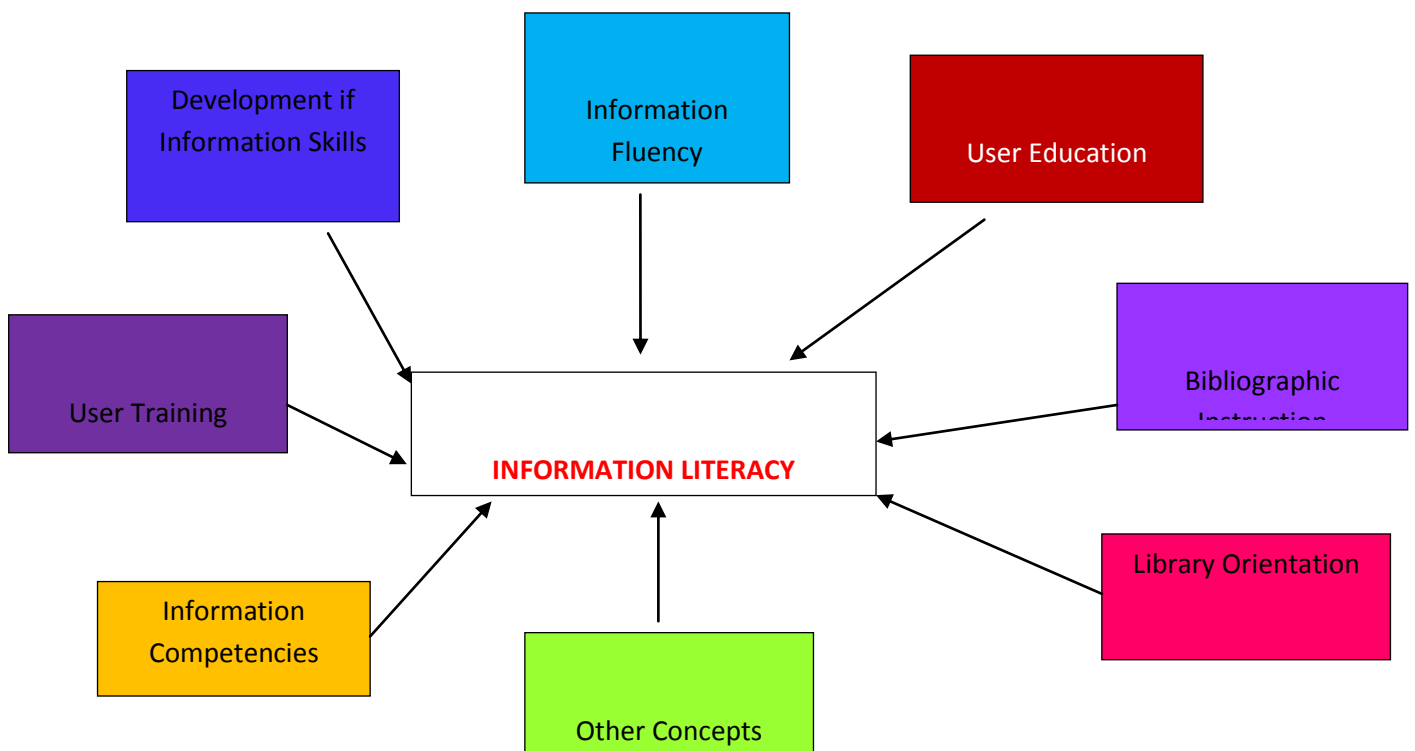 Development if
Information Skills
Information
Fluency
User Education
User Training
Bibliographic
Instruction
INFORMATION LITERACY
Library Orientation
Information
Competencies
Other Concepts